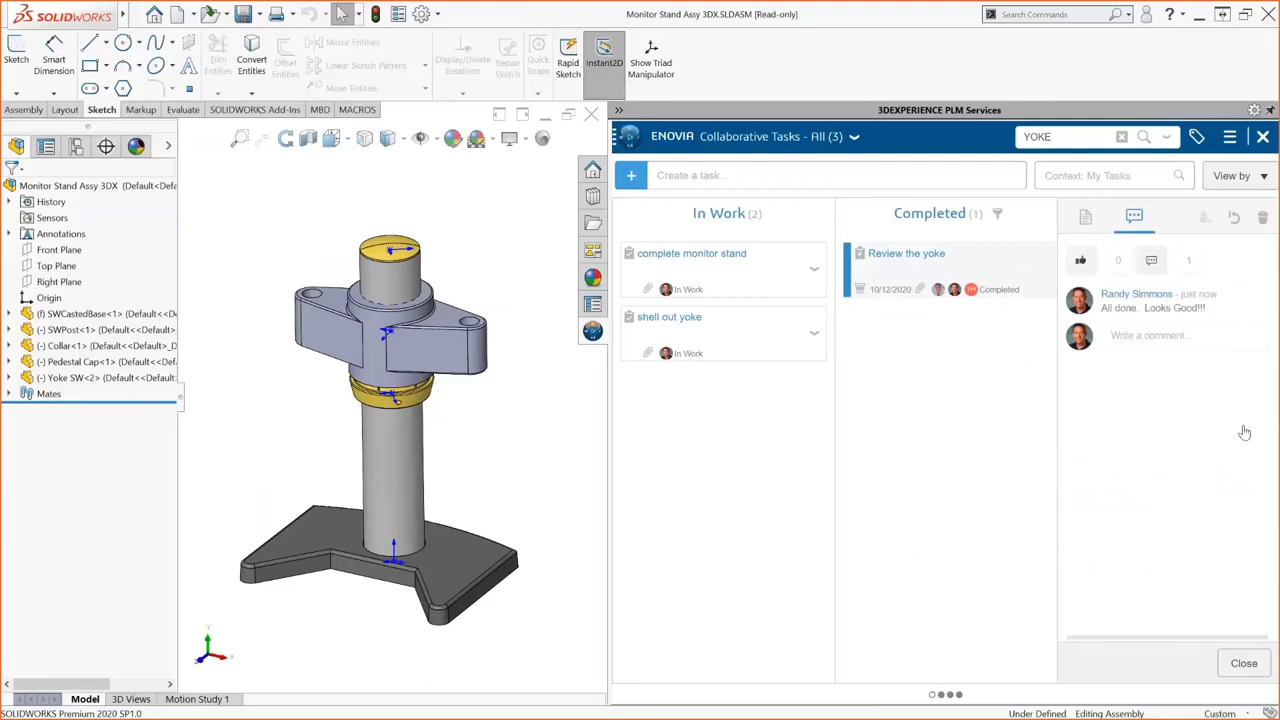 SOLIDWORKS
Monitor Stand Assy 3DX.SLDASM [Read-only]
Search Commands
Sketch
Smart Dimension
Trim Entities
Convert Entities
Offset Entities
Mirror Entities
Linear Sketch Pattern
Move Entities
Display/Delete Relations
Repair Sketch
Quick Snaps
Rapid Sketch
Instant2D
Show Triad Manipulator
Assembly
Layout
Sketch
Markup
Evaluate
SOLIDWORKS Add-Ins
MBD
MACROS
Monitor Stand Assy 3DX (Default<<Defa
History
Sensors
Annotations
Front Plane
Top Plane
Right Plane
Origin
(f) SWCastedBase<1> (Default<<Defa
(-) SWPost<1> (Default<<Default>
(-) Collar<1> (Default<<Default>_D
(-) Pedestal Cap<1> (Default<<Defa
(-) Yoke SW<2> (Default<<Default>
Mates
3DEXPERIENCE PLM Services
ENOVIA Collaborative Tasks - All (3)
YOKE
Create a task...
Context: My Tasks
View by
In Work (2)
complete monitor stand
In Work
shell out yoke
In Work
Completed (1)
Review the yoke
10/12/2020
Completed
0
1
Randy Simmons - just now
All done. Looks Good!!!
Write a comment...
Close
Model
3D Views
Motion Study 1
SOLIDWORKS Premium 2020 SP1.0
Under Defined
Editing Assembly
Custom